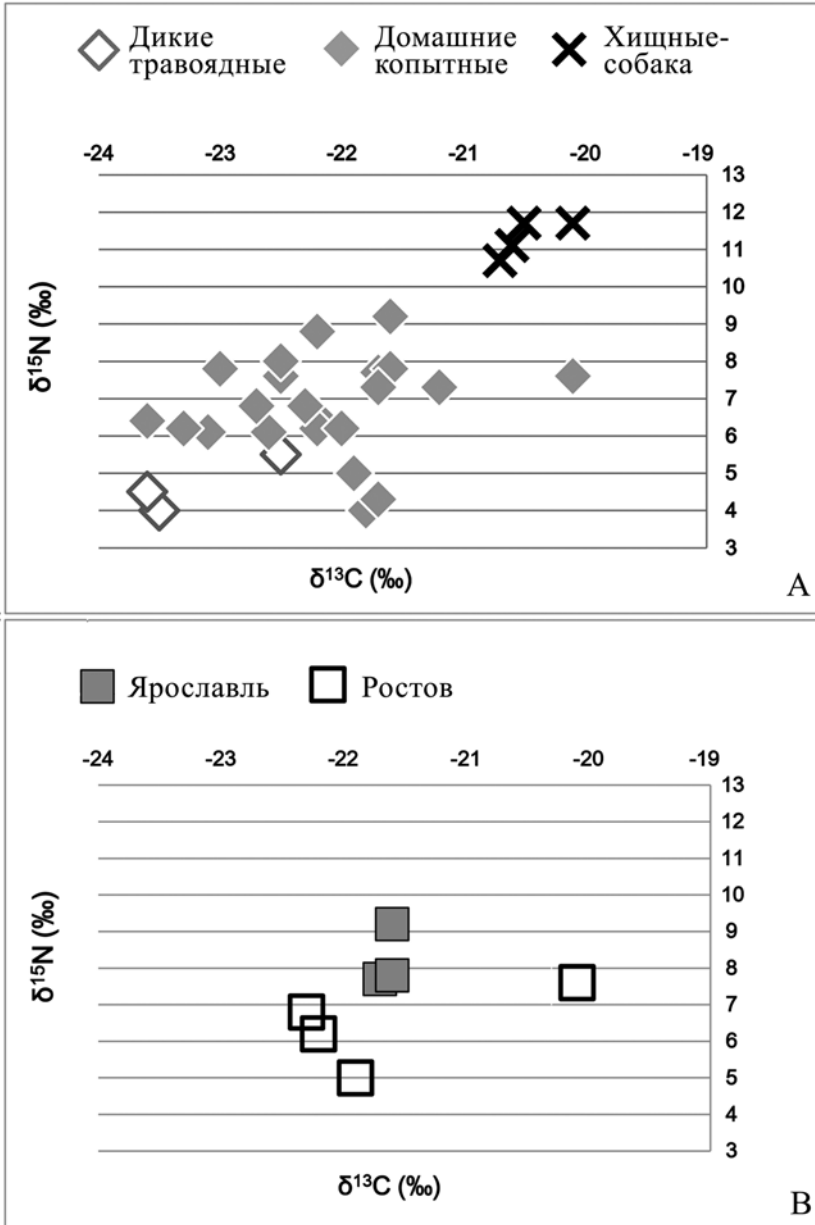 Дикие травоядные
Домашние копытные
Хищные-собака
-24 -23 -22 -21 -20 -19
13
12
11
10
9
8
7
6
5
4
3
δ¹⁵N (‰)
δ¹³C (‰)
A
Ярославль
Ростов
-24 -23 -22 -21 -20 -19
13
12
11
10
9
8
7
6
5
4
3
δ¹⁵N (‰)
δ¹³C (‰)
B